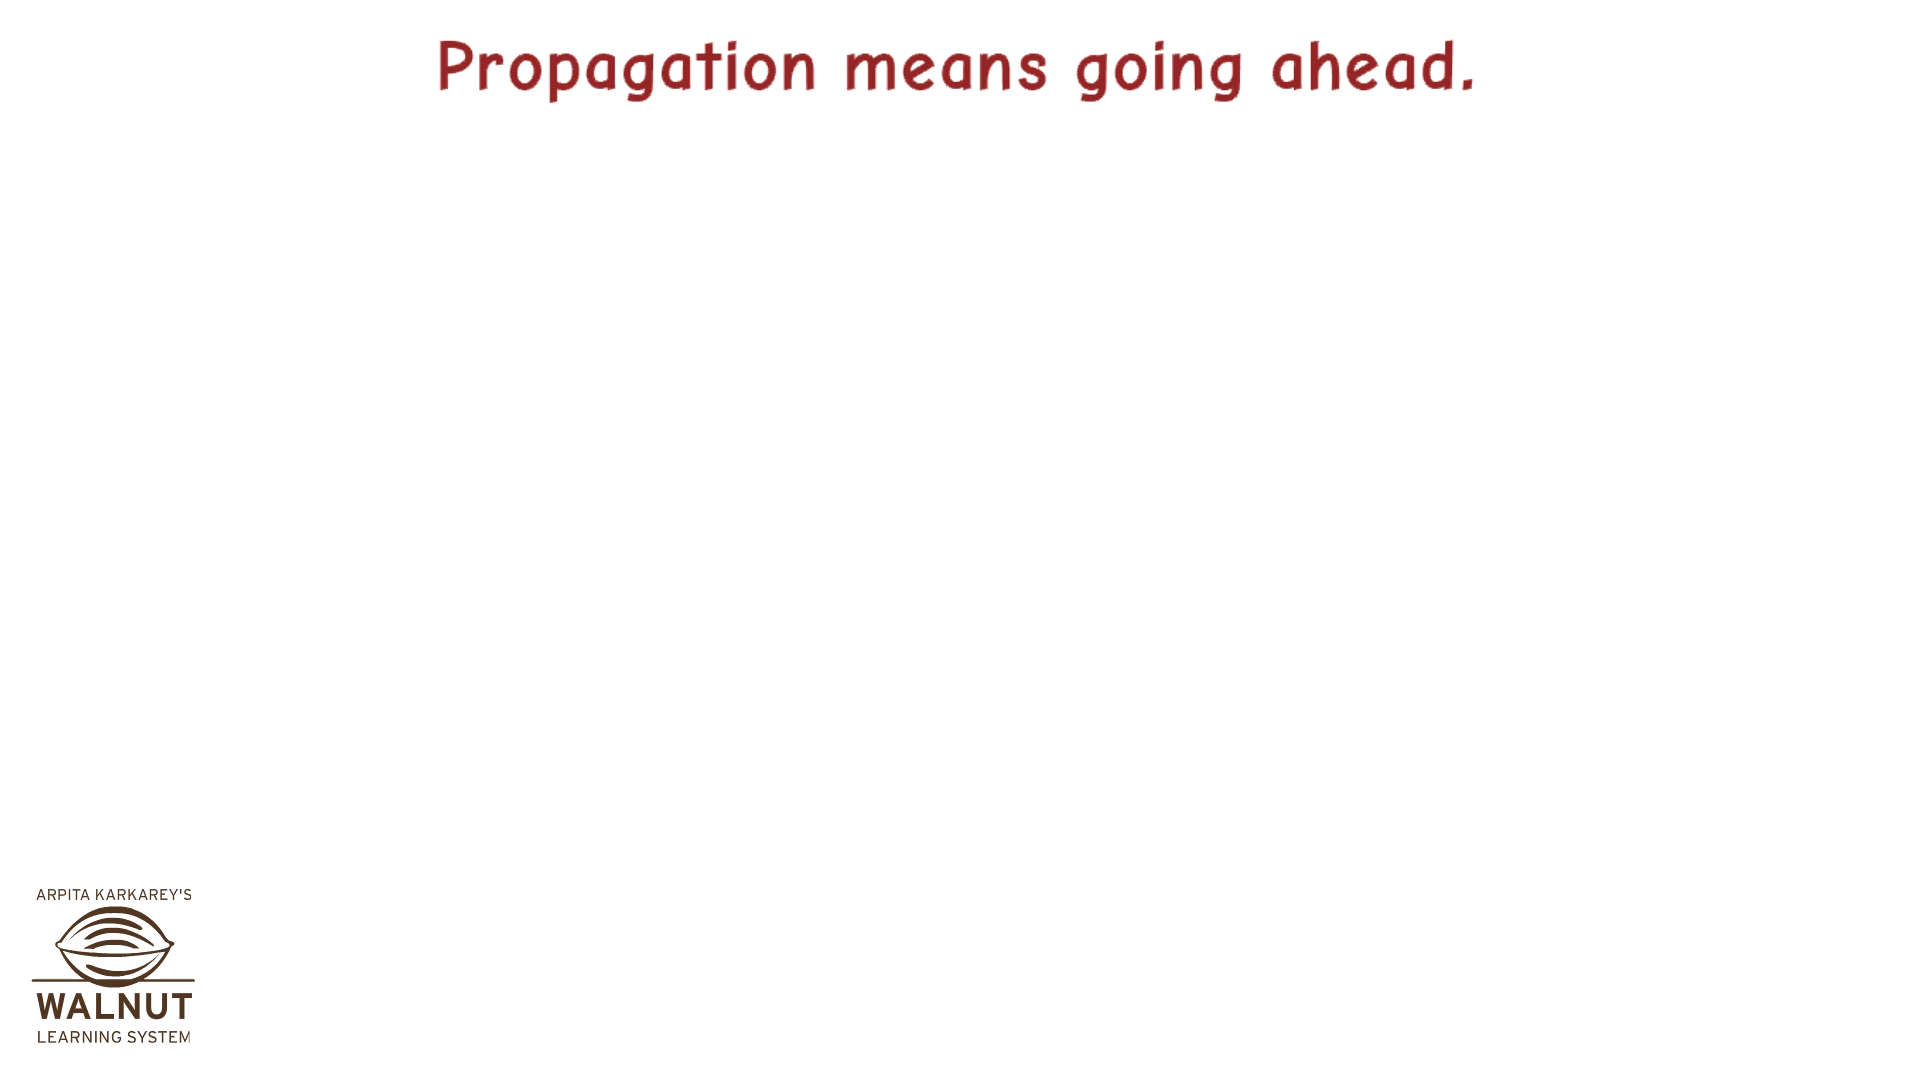 Propagation means going ahead.
ARPITA KARKAREY'S
WALNUT
LEARNING SYSTEM